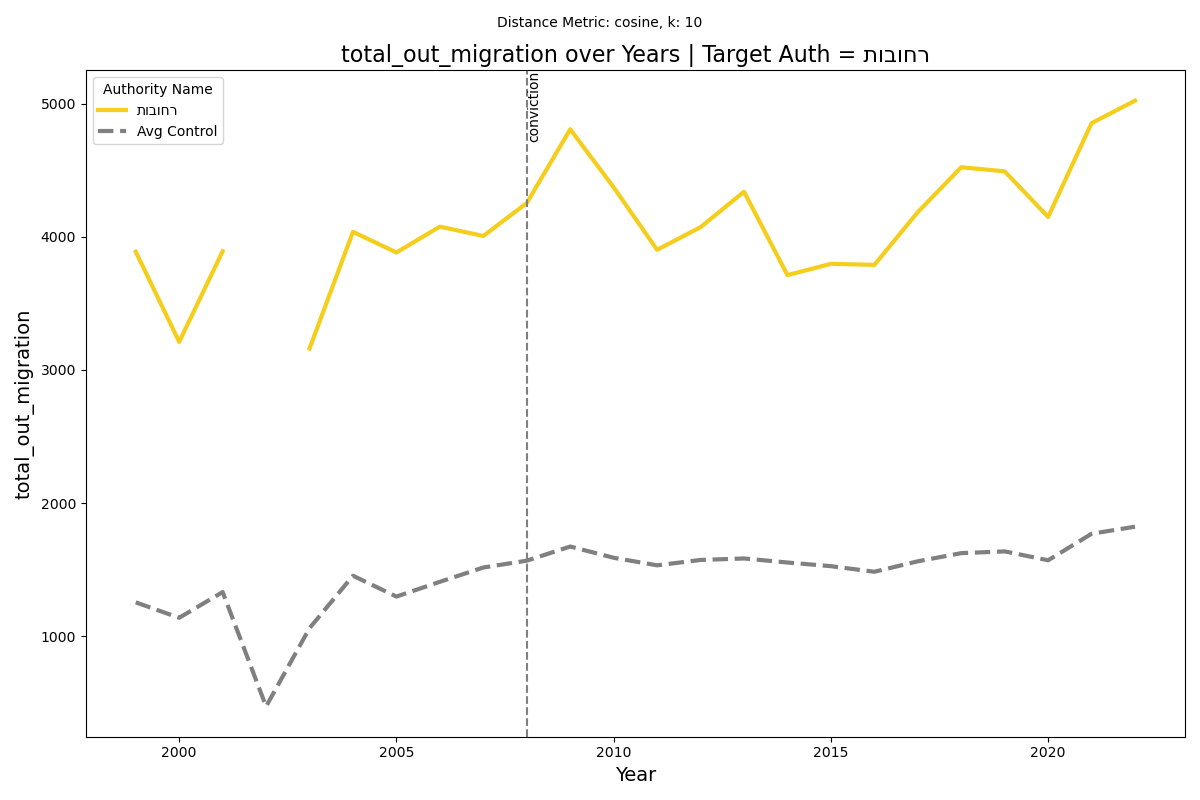 Distance Metric: cosine, k: 10
total_out_migration over Years | Target Auth = רחובות
Authority Name
רחובות
Avg Control
conviction
5000
4000
3000
2000
1000
total_out_migration
2000
2005
2010
2015
2020
Year